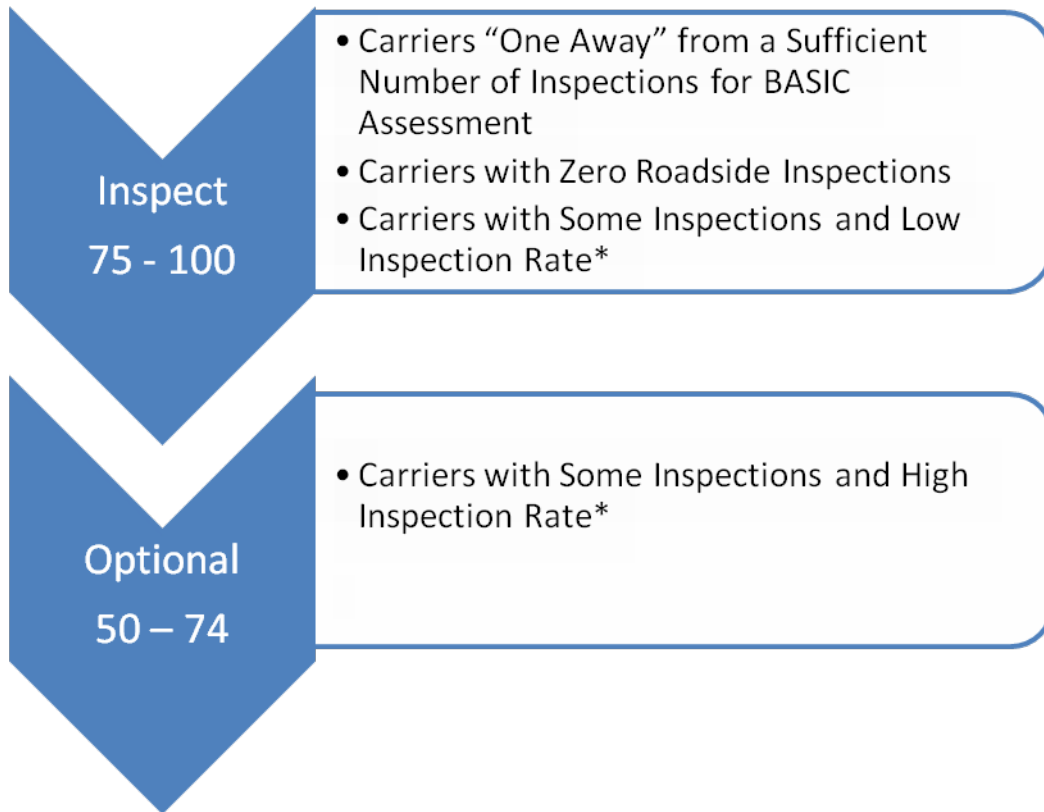 Inspect
75 - 100
• Carriers “One Away” from a Sufficient
Number of Inspections for BASIC
Assessment
• Carriers with Zero Roadside Inspections
• Carriers with Some Inspections and Low
Inspection Rate*
Optional
50 – 74
• Carriers with Some Inspections and High
Inspection Rate*